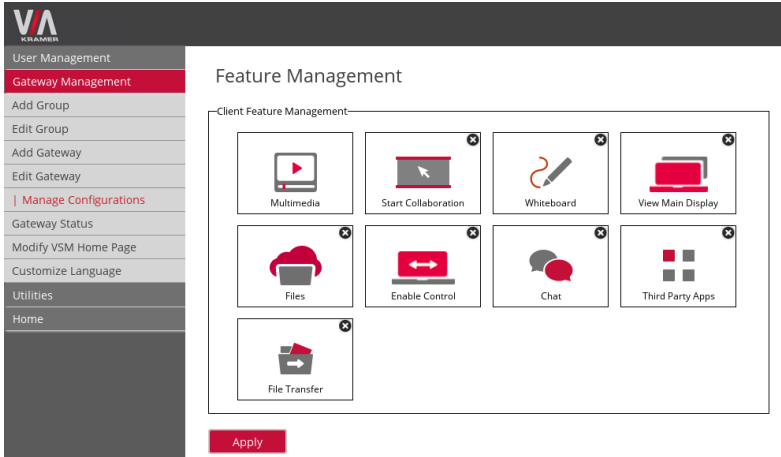 VIA
KRAMER
User Management
Gateway Management
Add Group
Edit Group
Add Gateway
Edit Gateway
| Manage Configurations
Gateway Status
Modify VSM Home Page
Customize Language
Utilities
Home
Feature Management
Client Feature Management
Multimedia
Start Collaboration
Whiteboard
View Main Display
Files
Enable Control
Chat
Third Party Apps
File Transfer
Apply